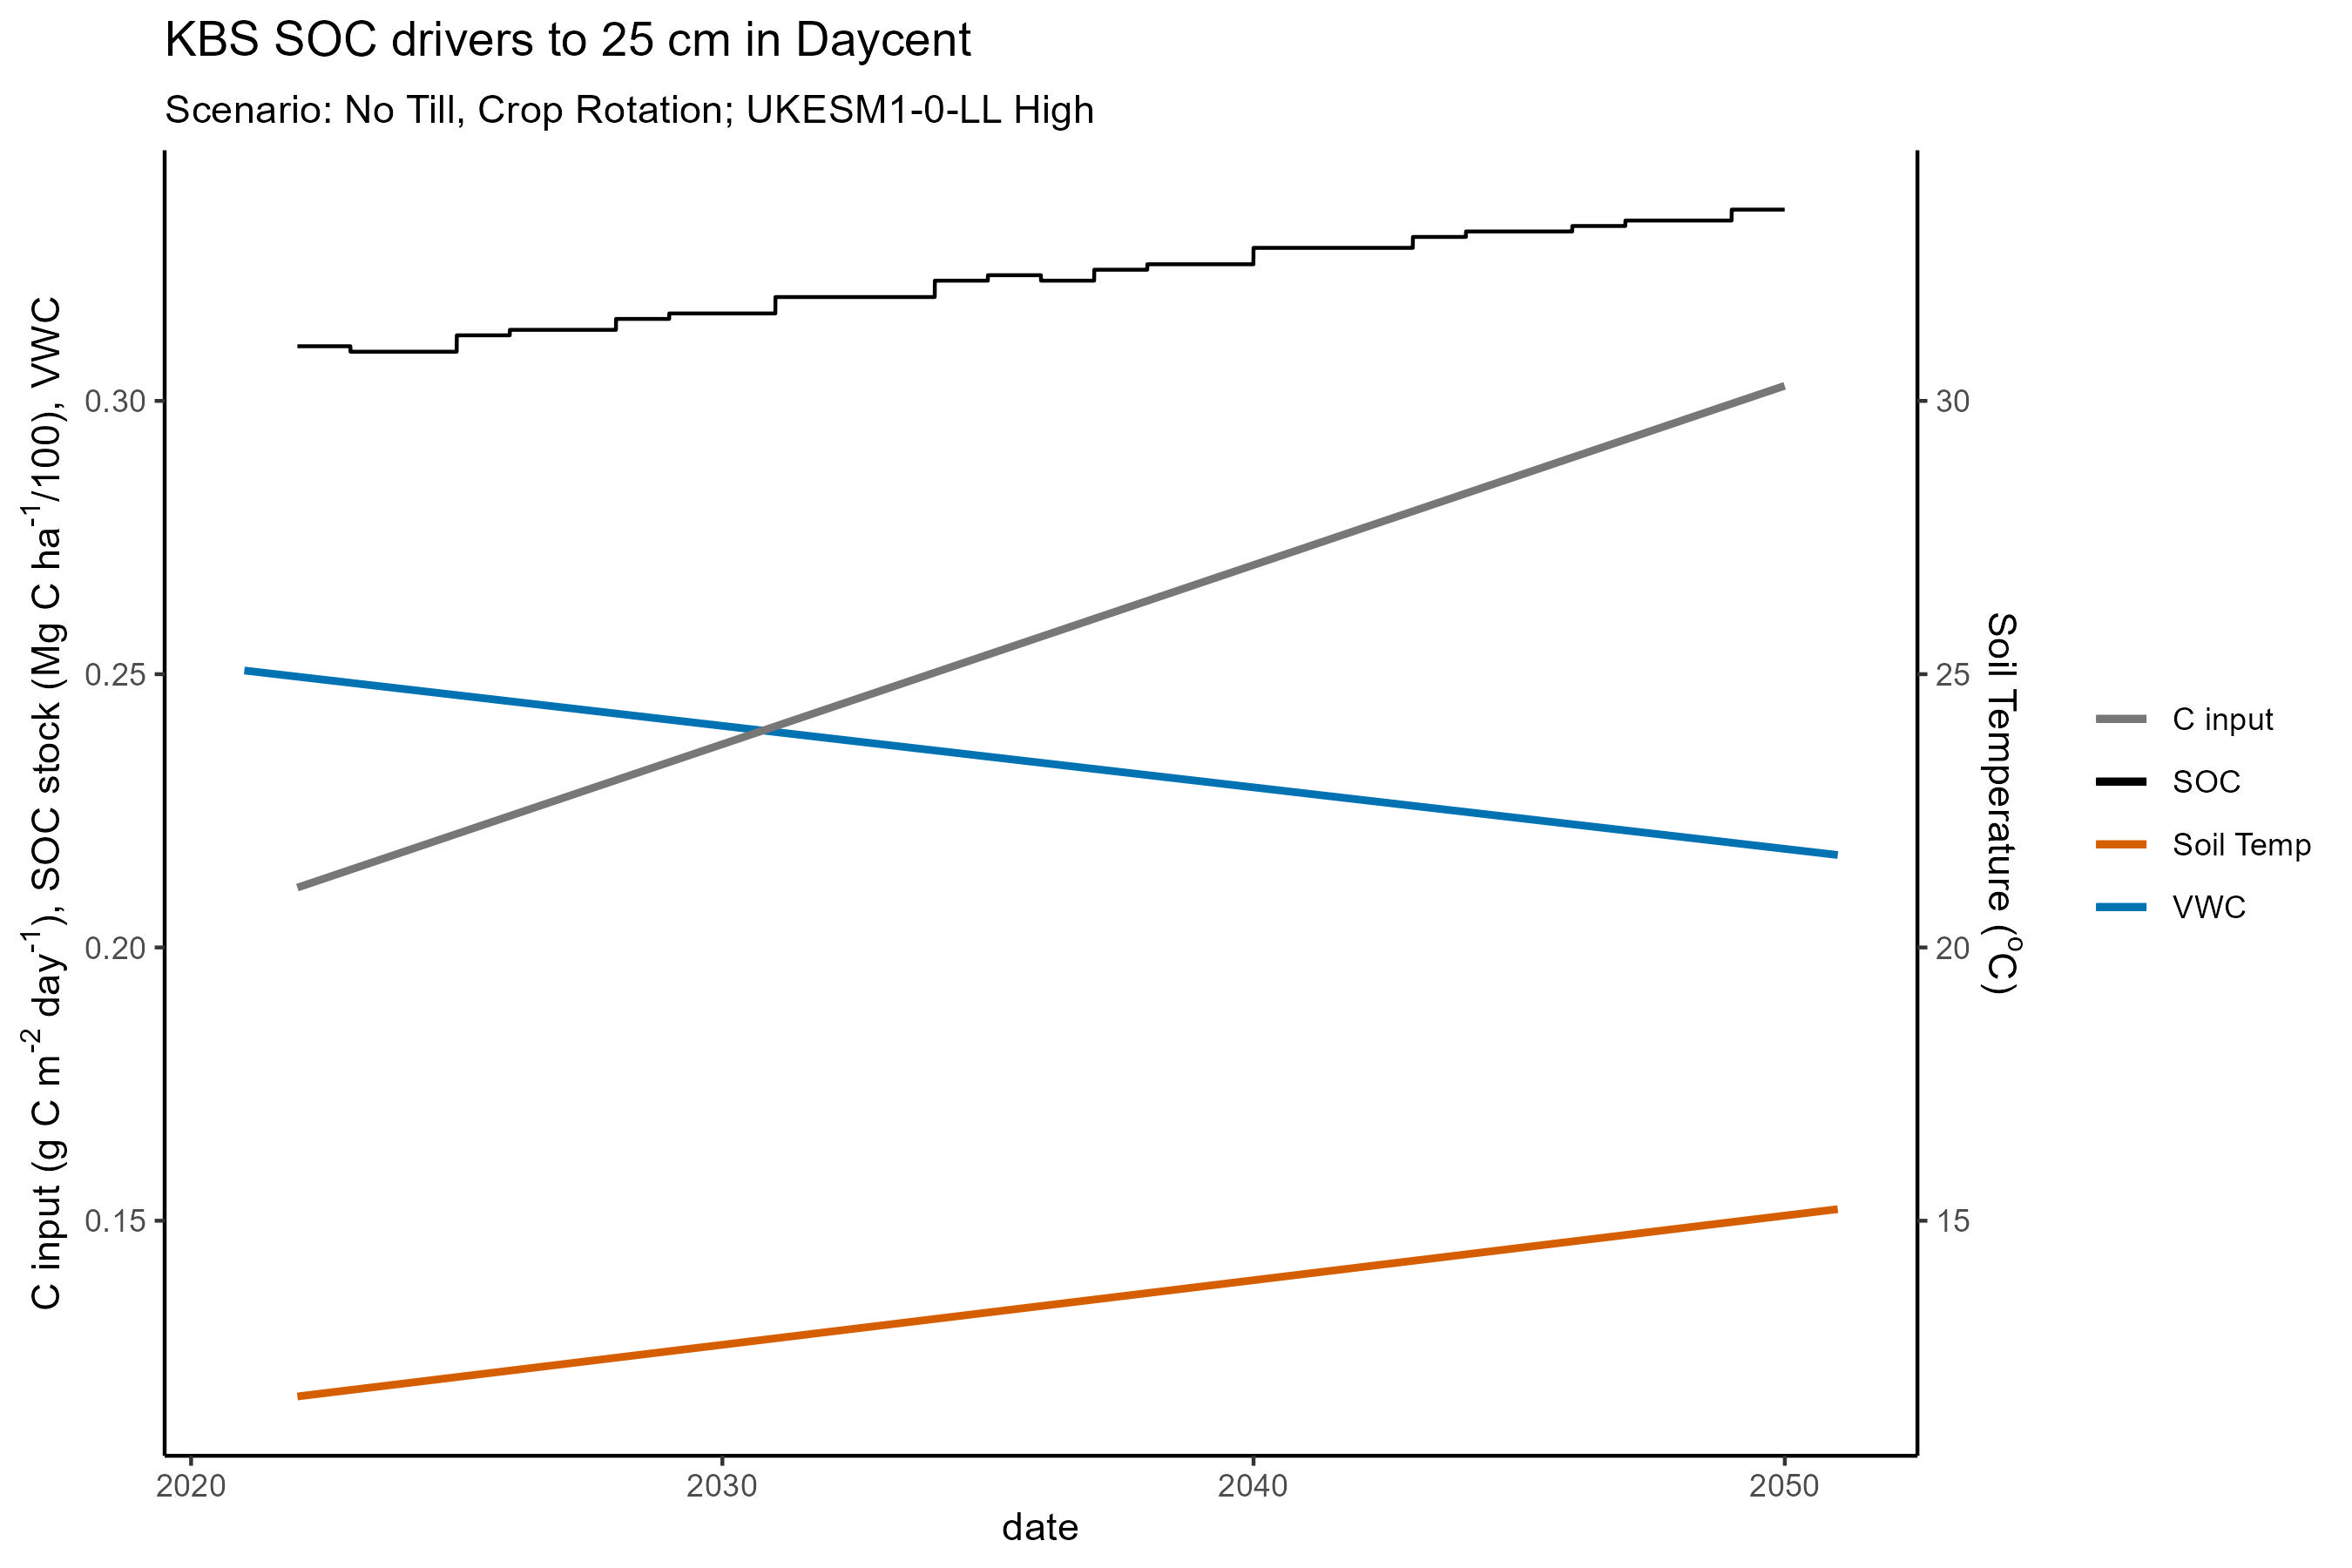 KBS SOC drivers to 25 cm in Daycent
Scenario: No Till, Crop Rotation; UKESM1-0-LL High
C input (g C m⁻² day⁻¹), SOC stock (Mg C ha⁻¹/100), VWC
0.30
0.25
0.20
0.15
30
25
20
15
Soil Temperature (°C)
C input
SOC
Soil Temp
VWC
2020
2030
2040
2050
date